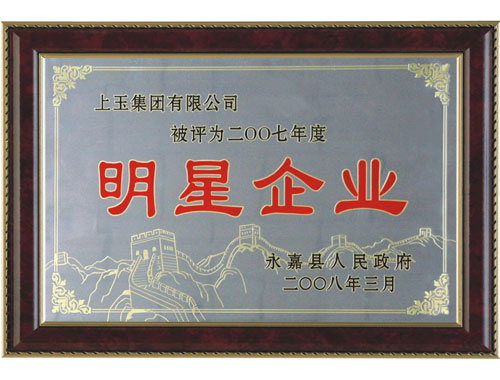 上玉集团有限公司
被评为二OO七年度
明星企业
永嘉县人民政府
二OO八年三月